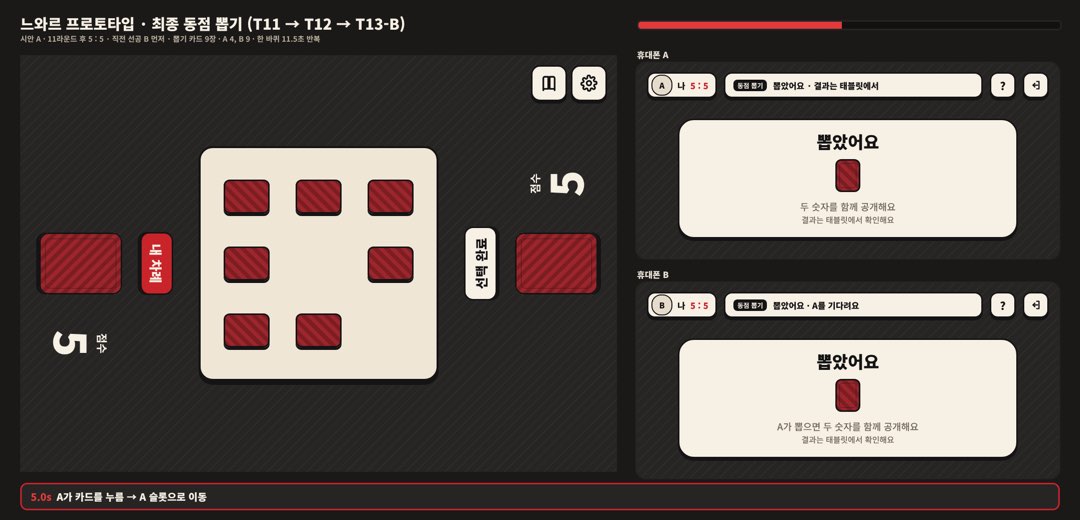 느와르 프로토타입 · 최종 동점 뽑기 (T11 → T12 → T13-B)
시안 A · 11라운드 후 5 : 5 · 직전 선공 B 먼저 · 뽑기 카드 9장 · A 4, B 9 · 한 바퀴 11.5초 반복
내 차례
점수
5
선택 완료
점수
5
휴대폰 A
A 나 5 : 5
동점 뽑기 뽑았어요 · 결과는 태블릿에서
?
뽑았어요
두 숫자를 함께 공개해요
결과는 태블릿에서 확인해요
휴대폰 B
B 나 5 : 5
동점 뽑기 뽑았어요 · A를 기다려요
?
뽑았어요
A가 뽑으면 두 숫자를 함께 공개해요
결과는 태블릿에서 확인해요
5.0s A가 카드를 누름 → A 슬롯으로 이동